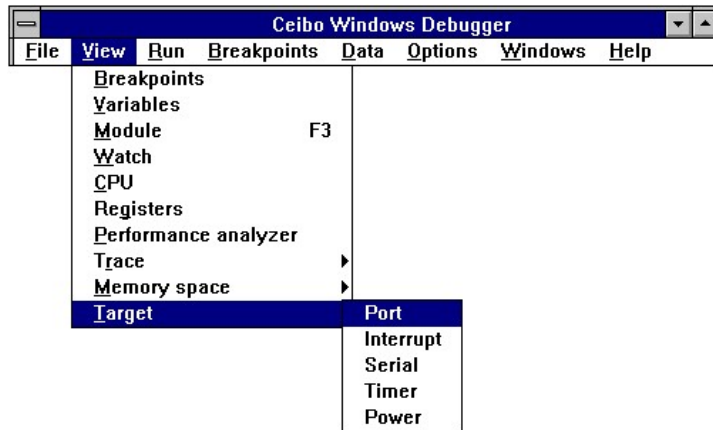 Ceibo Windows Debugger
File View Run Breakpoints Data Options Windows Help
Breakpoints
Variables
Module F3
Watch
CPU
Registers
Performance analyzer
Trace
Memory space
Target
Port
Interrupt
Serial
Timer
Power